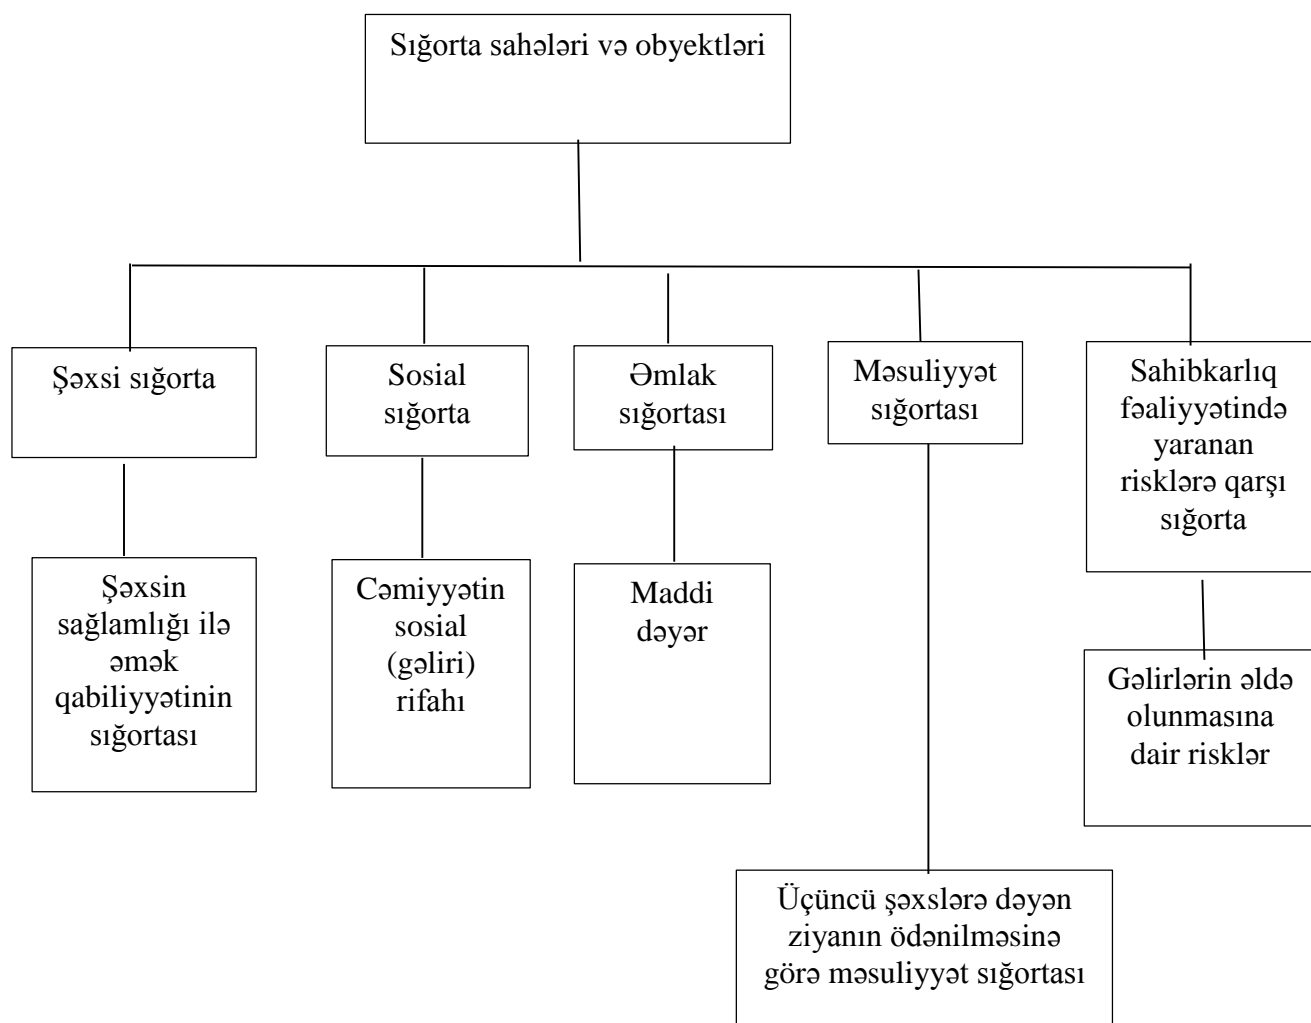 Sığorta sahələri və obyektləri
Şəxsi sığorta
Sosial
sığorta
Əmlak
sığortası
Məsuliyyət
sığortası
Sahibkarlıq
fəaliyyətində
yaranan
risklərə qarşı
sığorta
Şəxsin
sağlamlığı ilə
əmək
qabiliyyətinin
sığortası
Cəmiyyətin
sosial
(gəliri)
rifahı
Maddi
dəyər
Gəlirlərin əldə
olunmasına
dair risklər
Üçüncü şəxslərə dəyən
ziyanın ödənilməsinə
görə məsuliyyət sığortası